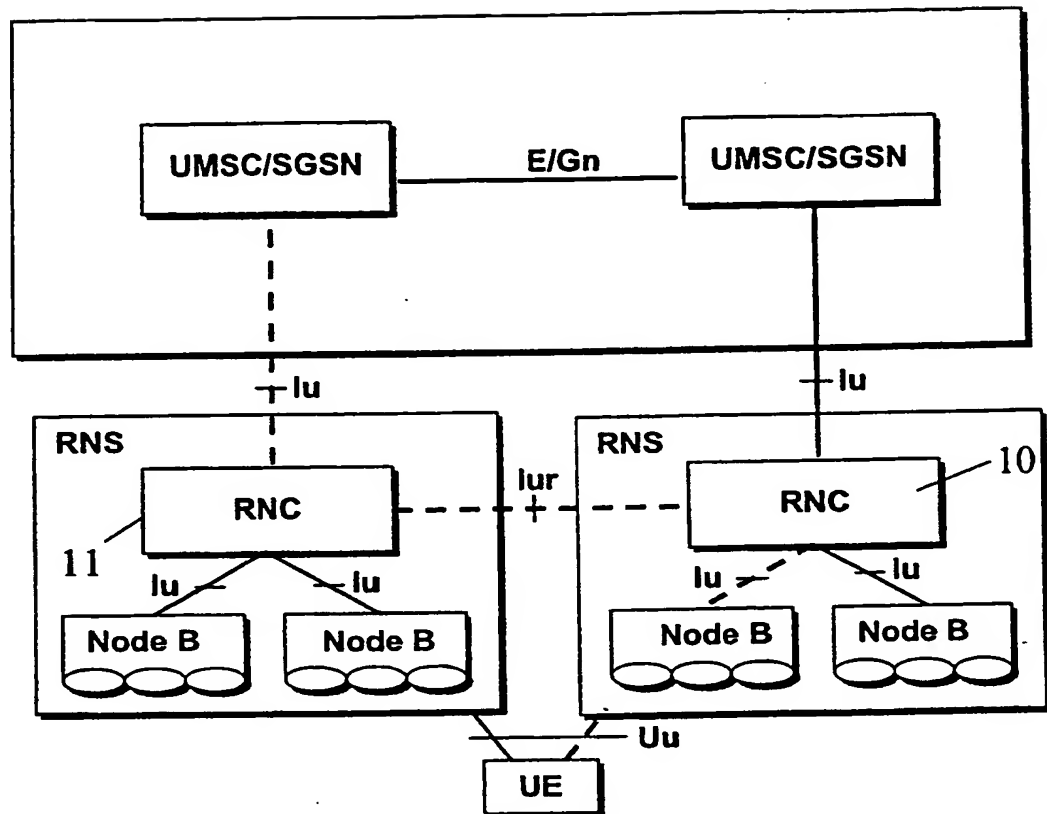 UMSC/SGSN
E/Gn
UMSC/SGSN
Iu
Iu
RNS
RNC
11
Iur
RNS
RNC
10
Iu
Iu
Iu
Iu
Node B
Node B
Node B
Node B
Uu
UE